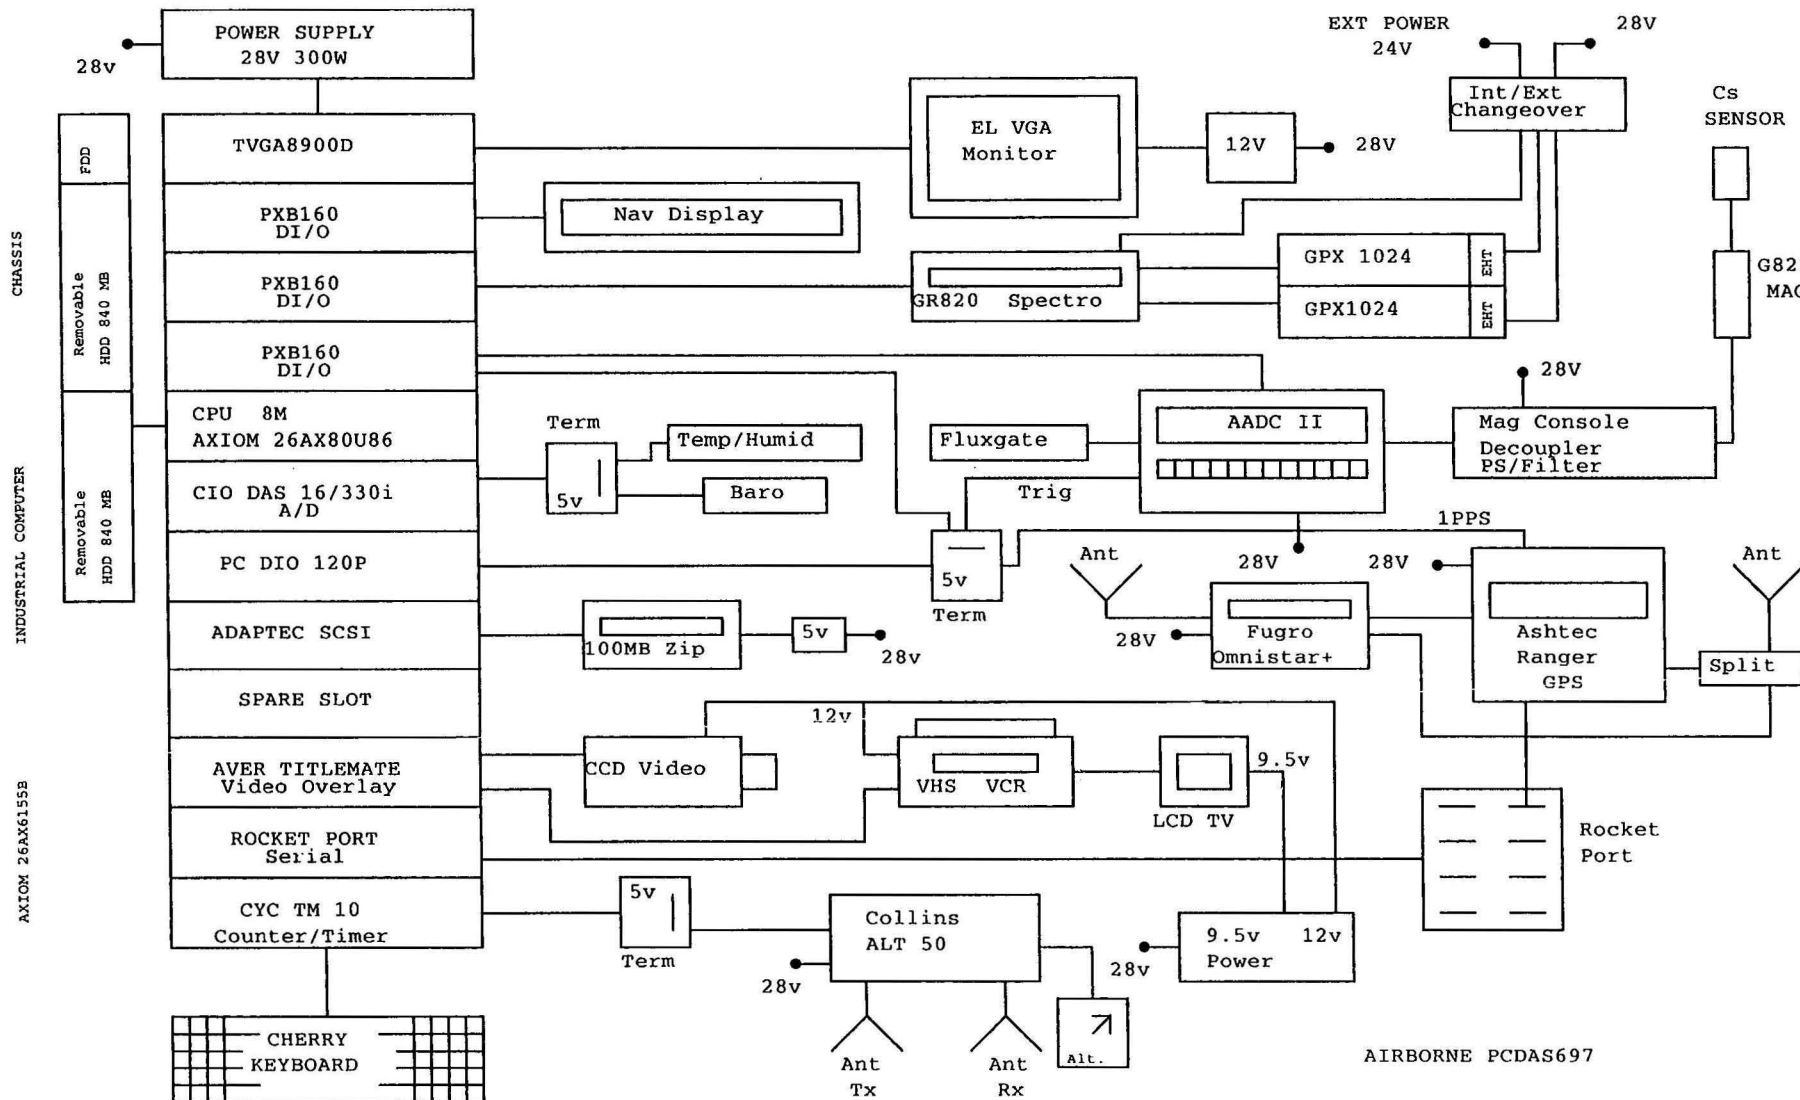 POWER SUPPLY
28V 300W
28v
EXT POWER
24V
28V
Int/Ext
Changeover
Cs
SENSOR
FDD
TVGA8900D
EL VGA
Monitor
12V
28V
PXB160
DI/O
Nav Display
CHASSIS
Removable
HDD 840 MB
PXB160
DI/O
GR820 Spectro
GPX 1024
EHT
GPX1024
EHT
G82
MAG
PXB160
DI/O
28V
CPU 8M
AXIOM 26AX80U86
Term
Temp/Humid
Fluxgate
AADC II
Mag Console
Decoupler
PS/Filter
CIO DAS 16/330i
A/D
5v
Baro
Trig
INDUSTRIAL COMPUTER
Removable
HDD 840 MB
1PPS
PC DIO 120P
5v
Term
28V
Ant
28V
Ant
ADAPTEC SCSI
100MB Zip
5v
28v
28V
Fugro
Omnistar+
Ashtec
Ranger
GPS
Split
SPARE SLOT
12v
AVER TITLEMATE
Video Overlay
CCD Video
VHS VCR
LCD TV
9.5v
AXIOM 26AX6155B
ROCKET PORT
Serial
Rocket
Port
CYC TM 10
Counter/Timer
5v
Term
Collins
ALT 50
28v
9.5v 12v
Power
28v
CHERRY
KEYBOARD
Ant
Tx
Ant
Rx
Alt.
AIRBORNE PCDAS697